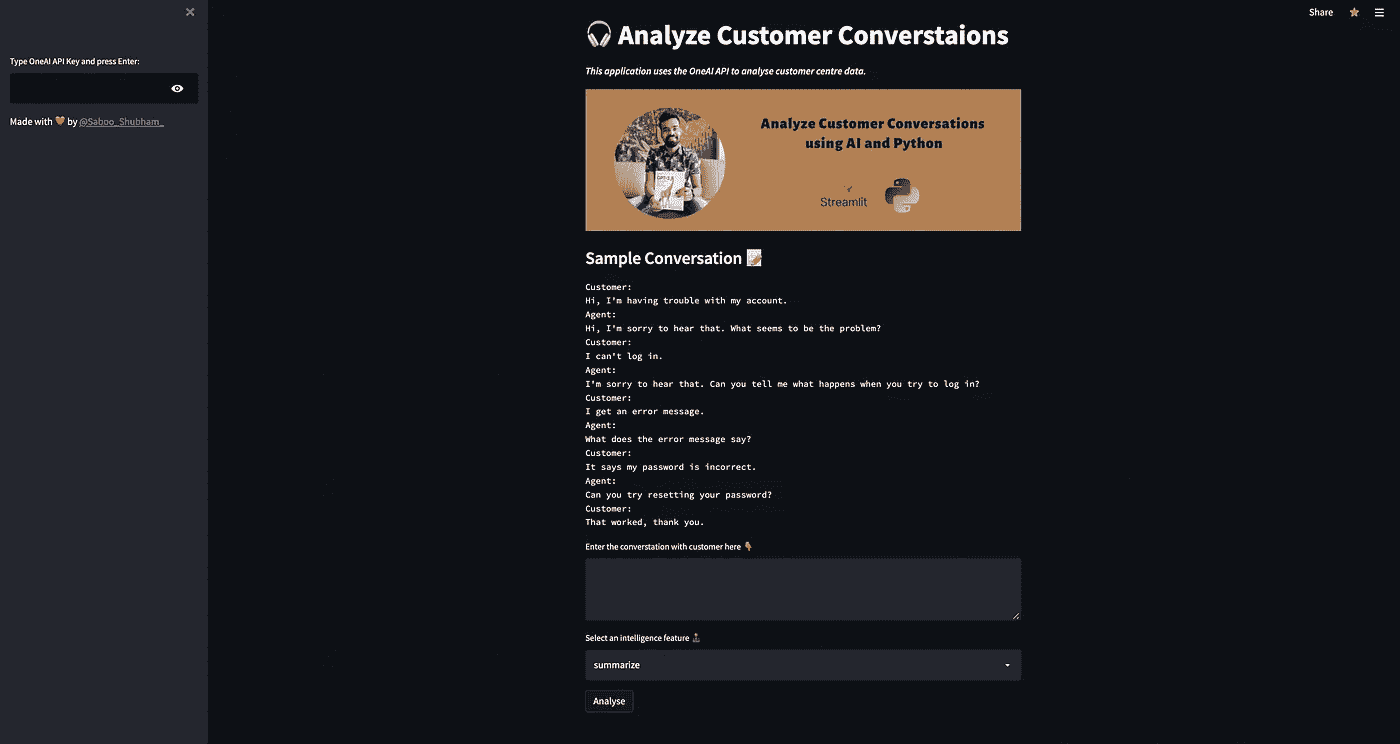 Share
Type OneAI API Key and press Enter:
Made with by @Saboo_Shubham_
Analyze Customer Converstaions
This application uses the OneAI API to analyse customer centre data.
Analyze Customer Conversations
using AI and Python
GPT-3
Streamlit
Sample Conversation
Customer:
Hi, I'm having trouble with my account.
Agent:
Hi, I'm sorry to hear that. What seems to be the problem?
Customer:
I can't log in.
Agent:
I'm sorry to hear that. Can you tell me what happens when you try to log in?
Customer:
I get an error message.
Agent:
What does the error message say?
Customer:
It says my password is incorrect.
Agent:
Can you try resetting your password?
Customer:
That worked, thank you.
Enter the converstation with customer here
Select an intelligence feature
summarize
Analyse